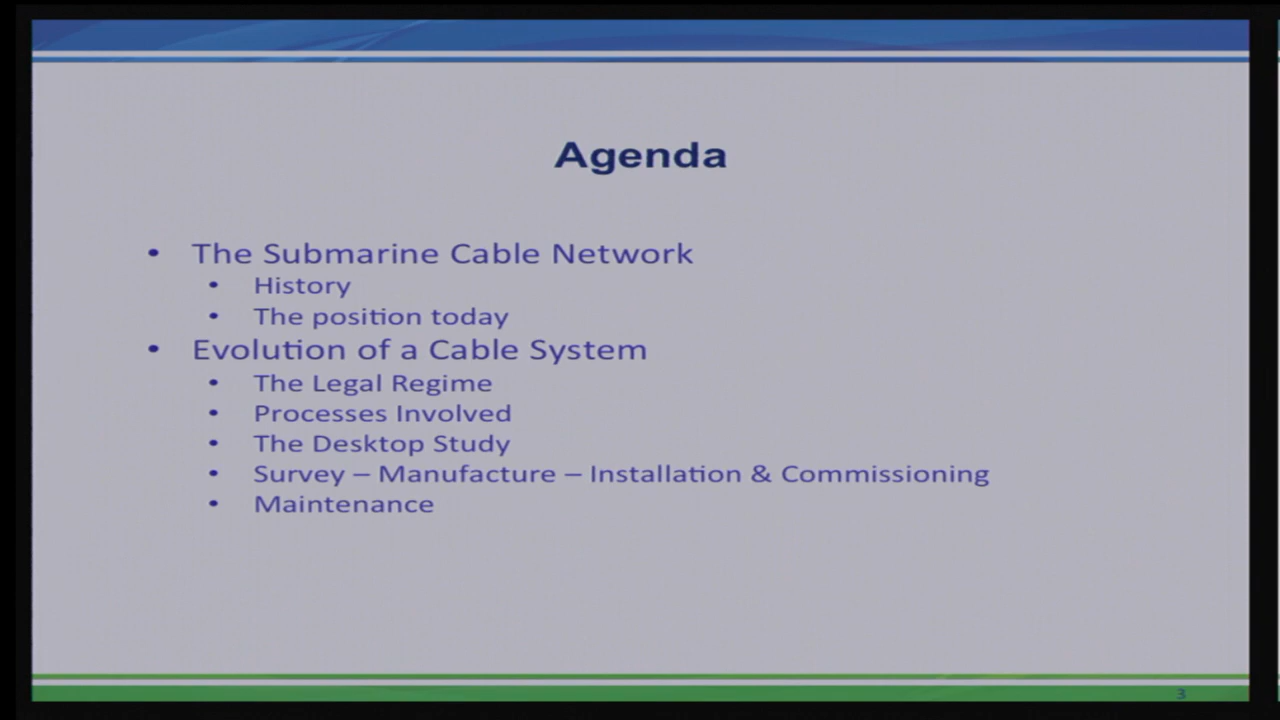 Agenda
• The Submarine Cable Network
• History
• The position today
• Evolution of a Cable System
• The Legal Regime
• Processes Involved
• The Desktop Study
• Survey – Manufacture – Installation & Commissioning
• Maintenance
3